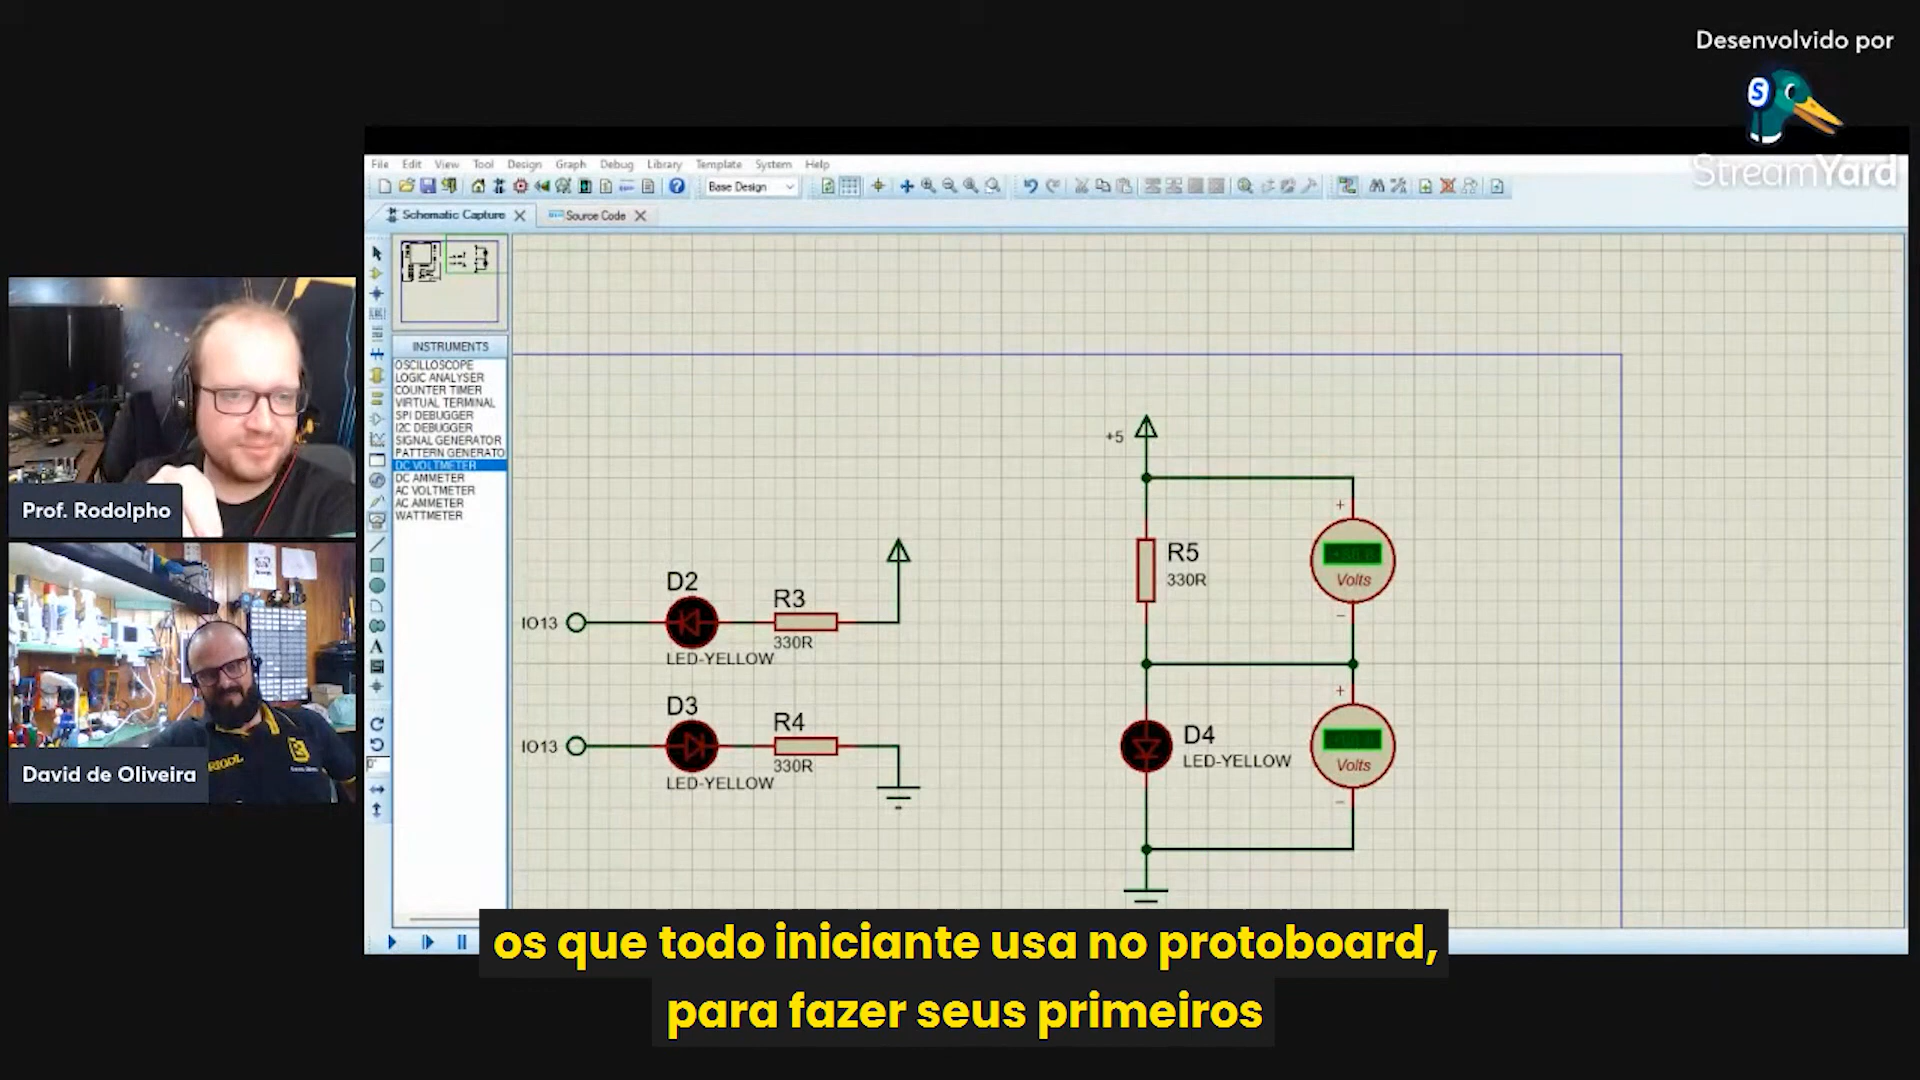 Desenvolvido por
S
StreamYard
File Edit View Tool Design Graph Debug Library Template System Help
Base Design
Schematic Capture
Source Code
INSTRUMENTS
OSCILLOSCOPE
LOGIC ANALYSER
COUNTER TIMER
VIRTUAL TERMINAL
SPI DEBUGGER
I2C DEBUGGER
SIGNAL GENERATOR
PATTERN GENERATO
DC VOLTMETER
DC AMMETER
AC VOLTMETER
AC AMMETER
WATTMETER
+5
R5
330R
+
Volts
−
D2
IO13
LED-YELLOW
R3
330R
D3
IO13
LED-YELLOW
R4
330R
D4
LED-YELLOW
+
Volts
−
Prof. Rodolpho
David de Oliveira
os que todo iniciante usa no protoboard,
para fazer seus primeiros